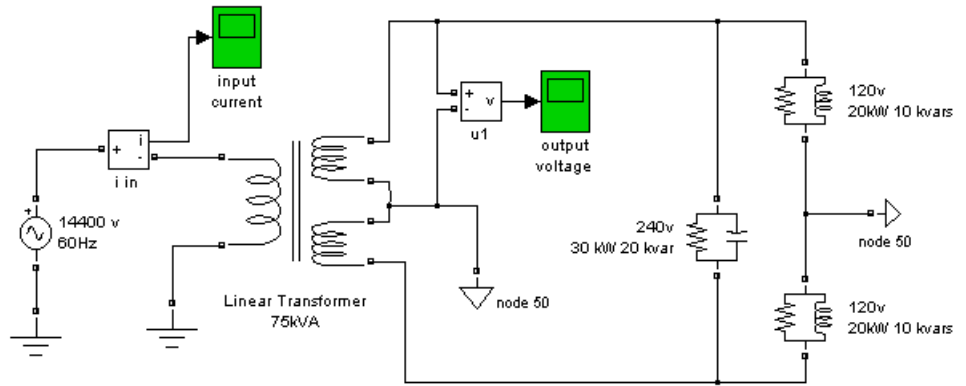 input
current
+
i
-
i in
+
14400 v
60Hz
Linear Transformer
75kVA
+
-
v
u1
output
voltage
node 50
240v
30 kW 20 kvar
120v
20kW 10 kvars
node 50
120v
20kW 10 kvars